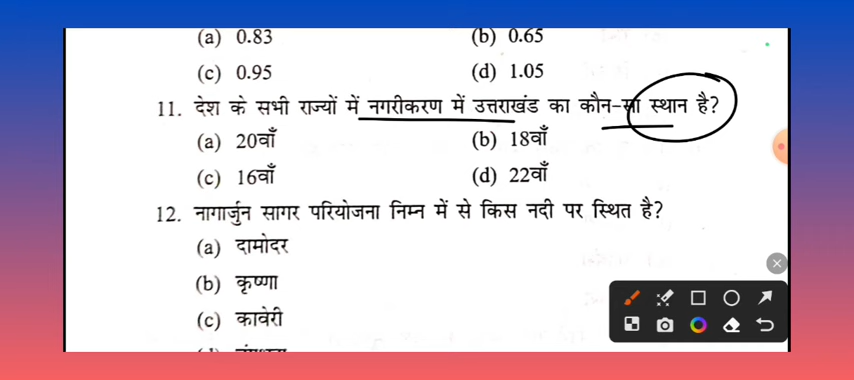 (a) 0.83 (b) 0.65
(c) 0.95 (d) 1.05
11. देश के सभी राज्यों में नगरीकरण में उत्तराखंड का कौन-सा स्थान है?
(a) 20वाँ (b) 18वाँ
(c) 16वाँ (d) 22वाँ
12. नागार्जुन सागर परियोजना निम्न में से किस नदी पर स्थित है?
(a) दामोदर
(b) कृष्णा
(c) कावेरी